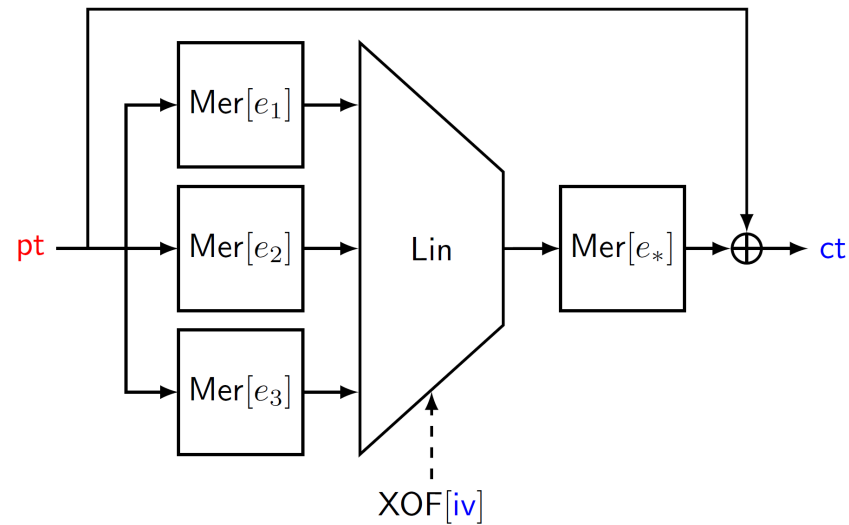 Mer[e₁]
pt
Mer[e₂]
Lin
Mer[e∗]
ct
Mer[e₃]
XOF[iv]